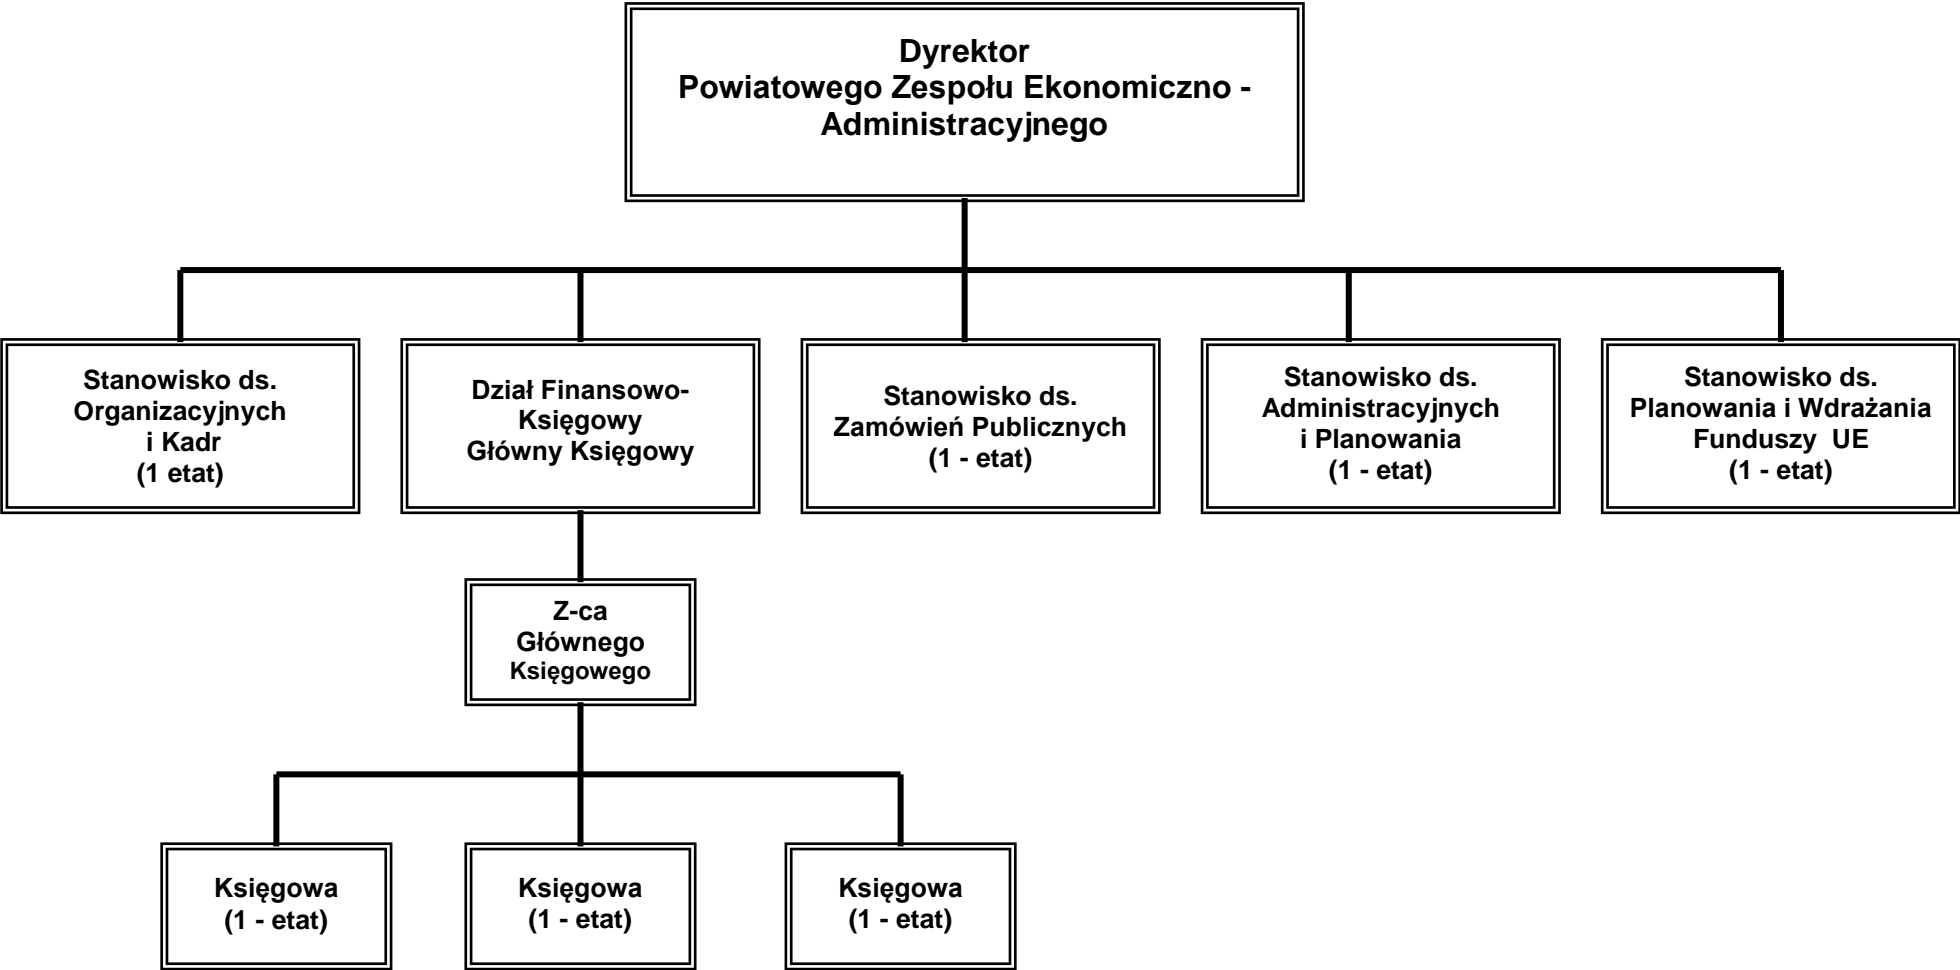 Dyrektor
Powiatowego Zespołu Ekonomiczno -
Administracyjnego
Stanowisko ds.
Organizacyjnych
i Kadr
(1 etat)
Dział Finansowo-
Księgowy
Główny Księgowy
Stanowisko ds.
Zamówień Publicznych
(1 - etat)
Stanowisko ds.
Administracyjnych
i Planowania
(1 - etat)
Stanowisko ds.
Planowania i Wdrażania
Funduszy  UE
(1 - etat)
Z-ca
Głównego
Księgowego
Księgowa
(1 - etat)
Księgowa
(1 - etat)
Księgowa
(1 - etat)